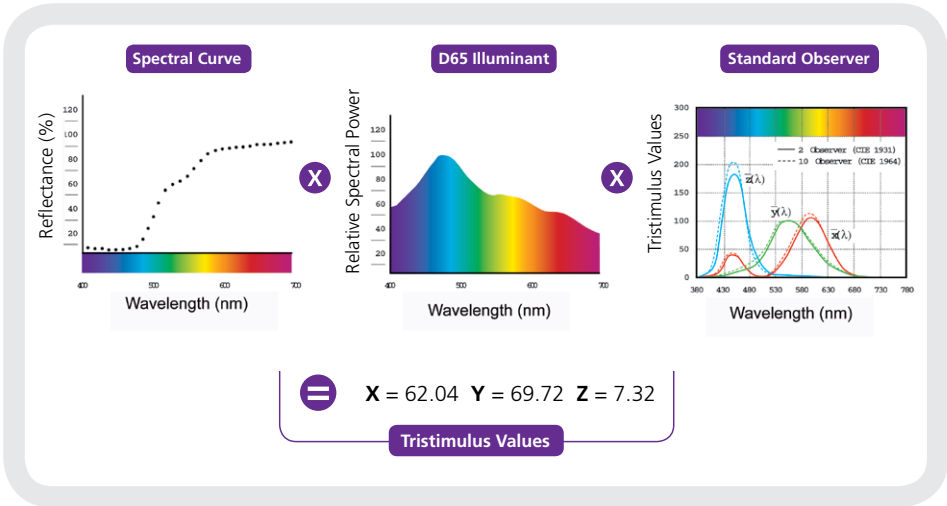 Spectral Curve
D65 Illuminant
Standard Observer
Reflectance (%)
120
100
80
60
40
20
400
500
600
700
Wavelength (nm)
X
Relative Spectral Power
120
100
80
60
40
20
400
500
600
700
Wavelength (nm)
X
Tristimulus Values
300
250
200
150
100
50
0
2 Observer (CIE 1931)
10 Observer (CIE 1964)
z̅(λ)
y̅(λ)
x̅(λ)
380 430 480 530 580 630 680 730 780
Wavelength (nm)
= X = 62.04 Y = 69.72 Z = 7.32
Tristimulus Values